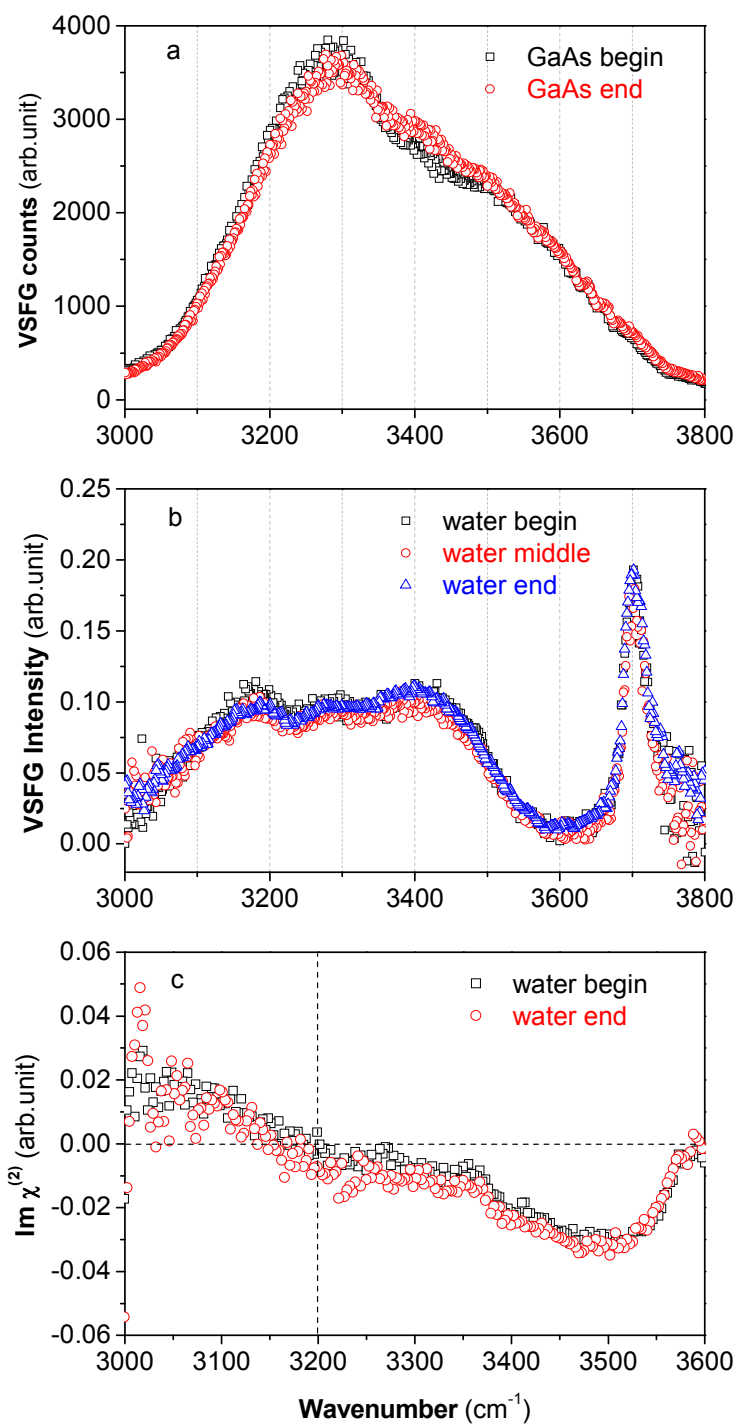 a
GaAs begin
GaAs end
VSFG counts (arb.unit)
4000
3000
2000
1000
0
3000 3200 3400 3600 3800
b
water begin
water middle
water end
VSFG Intensity (arb.unit)
0.25
0.20
0.15
0.10
0.05
0.00
3000 3200 3400 3600 3800
c
water begin
water end
Im χ(2) (arb.unit)
0.06
0.04
0.02
0.00
-0.02
-0.04
-0.06
3000 3100 3200 3300 3400 3500 3600
Wavenumber (cm-1)